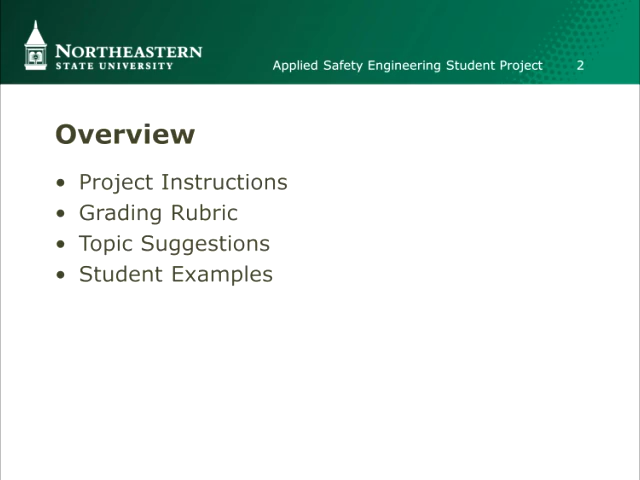 NORTHEASTERN
STATE UNIVERSITY
Applied Safety Engineering Student Project 2
Overview
• Project Instructions
• Grading Rubric
• Topic Suggestions
• Student Examples